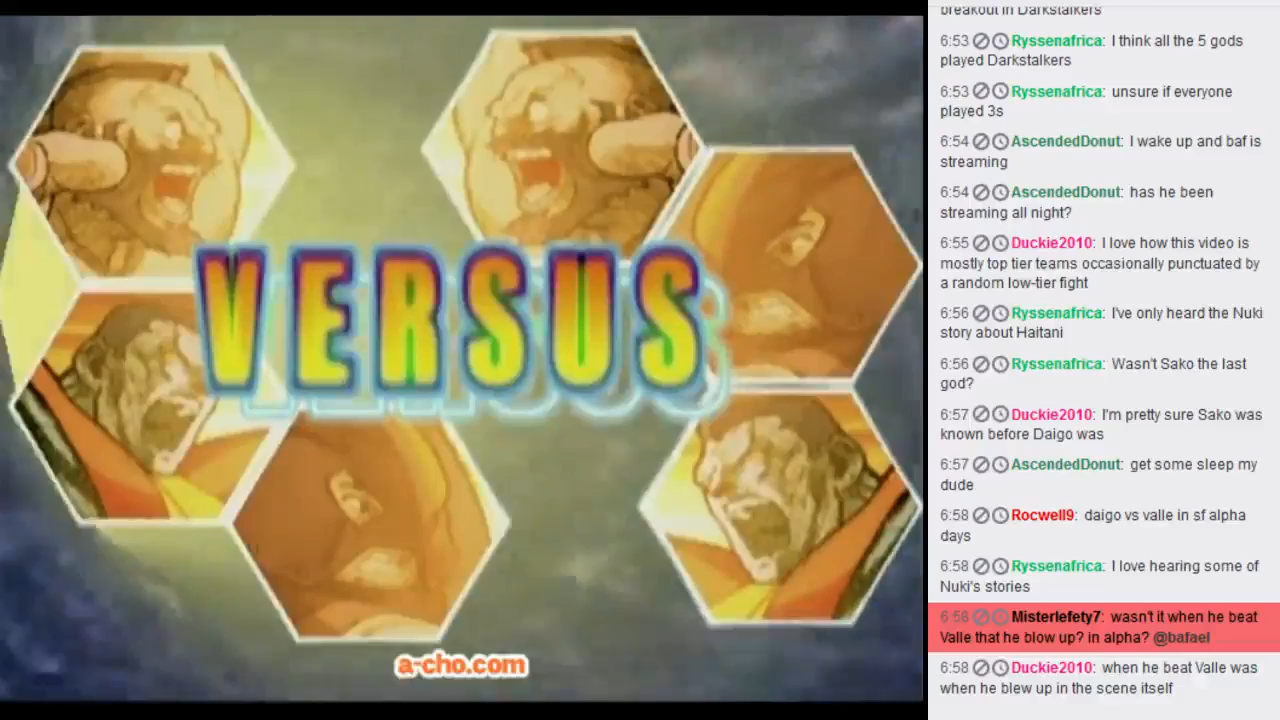 VERSUS
a-cho.com
breakout in Darkstalkers
6:53 Ryssenafrica: I think all the 5 gods
played Darkstalkers
6:53 Ryssenafrica: unsure if everyone
played 3s
6:54 AscendedDonut: I wake up and baf is
streaming
6:54 AscendedDonut: has he been
streaming all night?
6:55 Duckie2010: I love how this video is
mostly top tier teams occasionally punctuated by
a random low-tier fight
6:56 Ryssenafrica: I've only heard the Nuki
story about Haitani
6:56 Ryssenafrica: Wasn't Sako the last
god?
6:57 Duckie2010: I'm pretty sure Sako was
known before Daigo was
6:57 AscendedDonut: get some sleep my
dude
6:58 Rocwell9: daigo vs valle in sf alpha
days
6:58 Ryssenafrica: I love hearing some of
Nuki's stories
6:58 Misterlefety7: wasn't it when he beat
Valle that he blow up? in alpha? @bafael
6:58 Duckie2010: when he beat Valle was
when he blew up in the scene itself